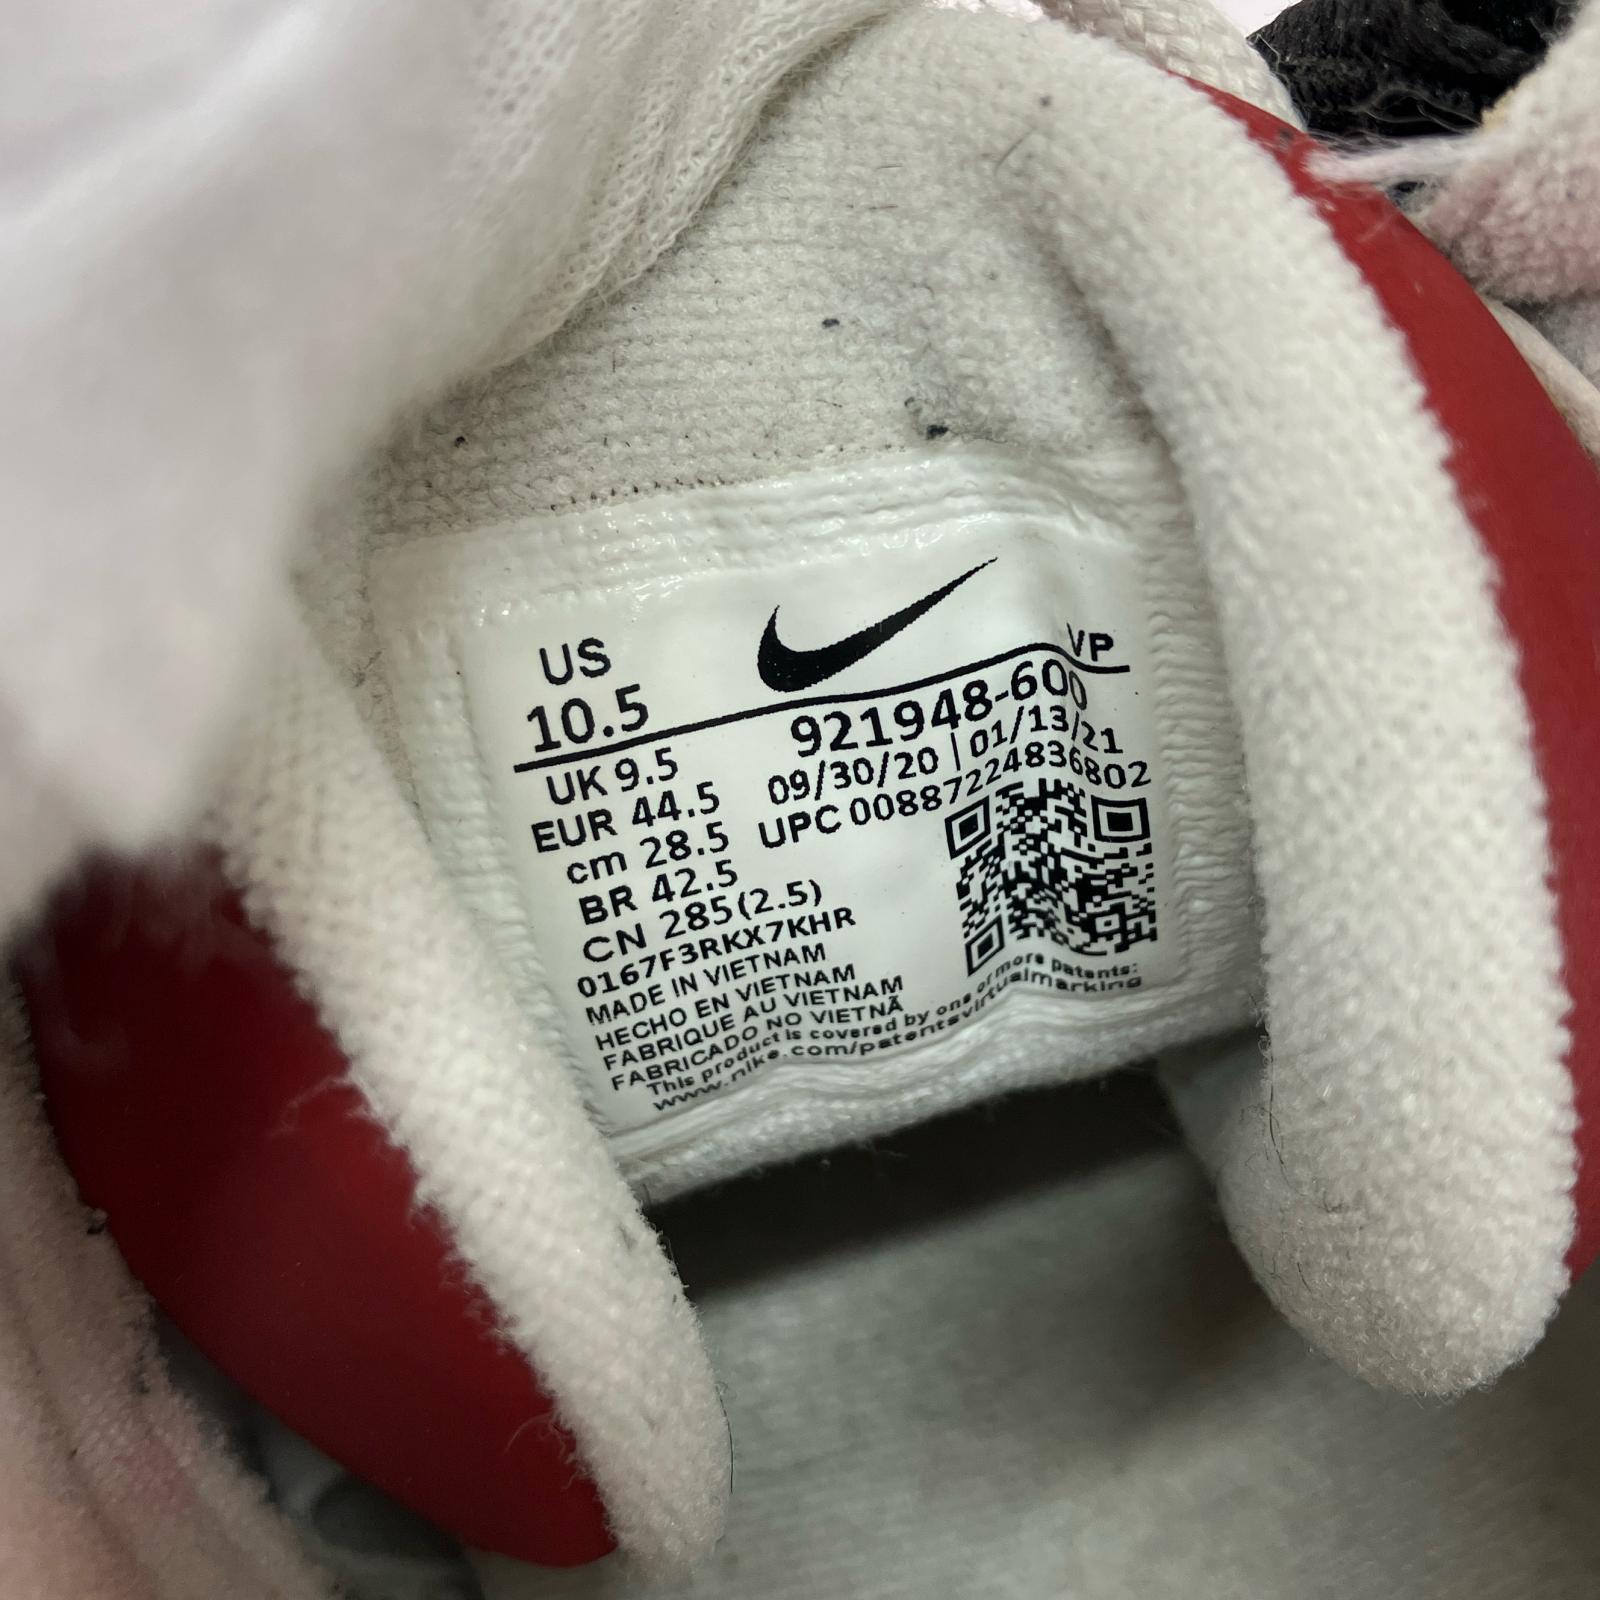 US
10.5
VP
921948-600
09/30/20 | 01/13/21
UPC 00887224836802
UK 9.5
EUR 44.5
cm 28.5
BR 42.5
CN 285(2.5)
0167F3RKX7KHR
MADE IN VIETNAM
HECHO EN VIETNAM
FABRIQUE AU VIETNAM
FABRICADO NO VIETNÃ
This product is covered by one or more patents:
www.nike.com/patentsvirtualmarking